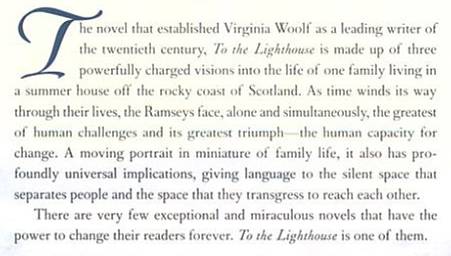 The novel that established Virginia Woolf as a leading writer of
the twentieth century, To the Lighthouse is made up of three
powerfully charged visions into the life of one family living in
a summer house off the rocky coast of Scotland. As time winds its way
through their lives, the Ramseys face, alone and simultaneously, the greatest
of human challenges and its greatest triumph—the human capacity for
change. A moving portrait in miniature of family life, it also has pro-
foundly universal implications, giving language to the silent space that
separates people and the space that they transgress to reach each other.
There are very few exceptional and miraculous novels that have the
power to change their readers forever. To the Lighthouse is one of them.